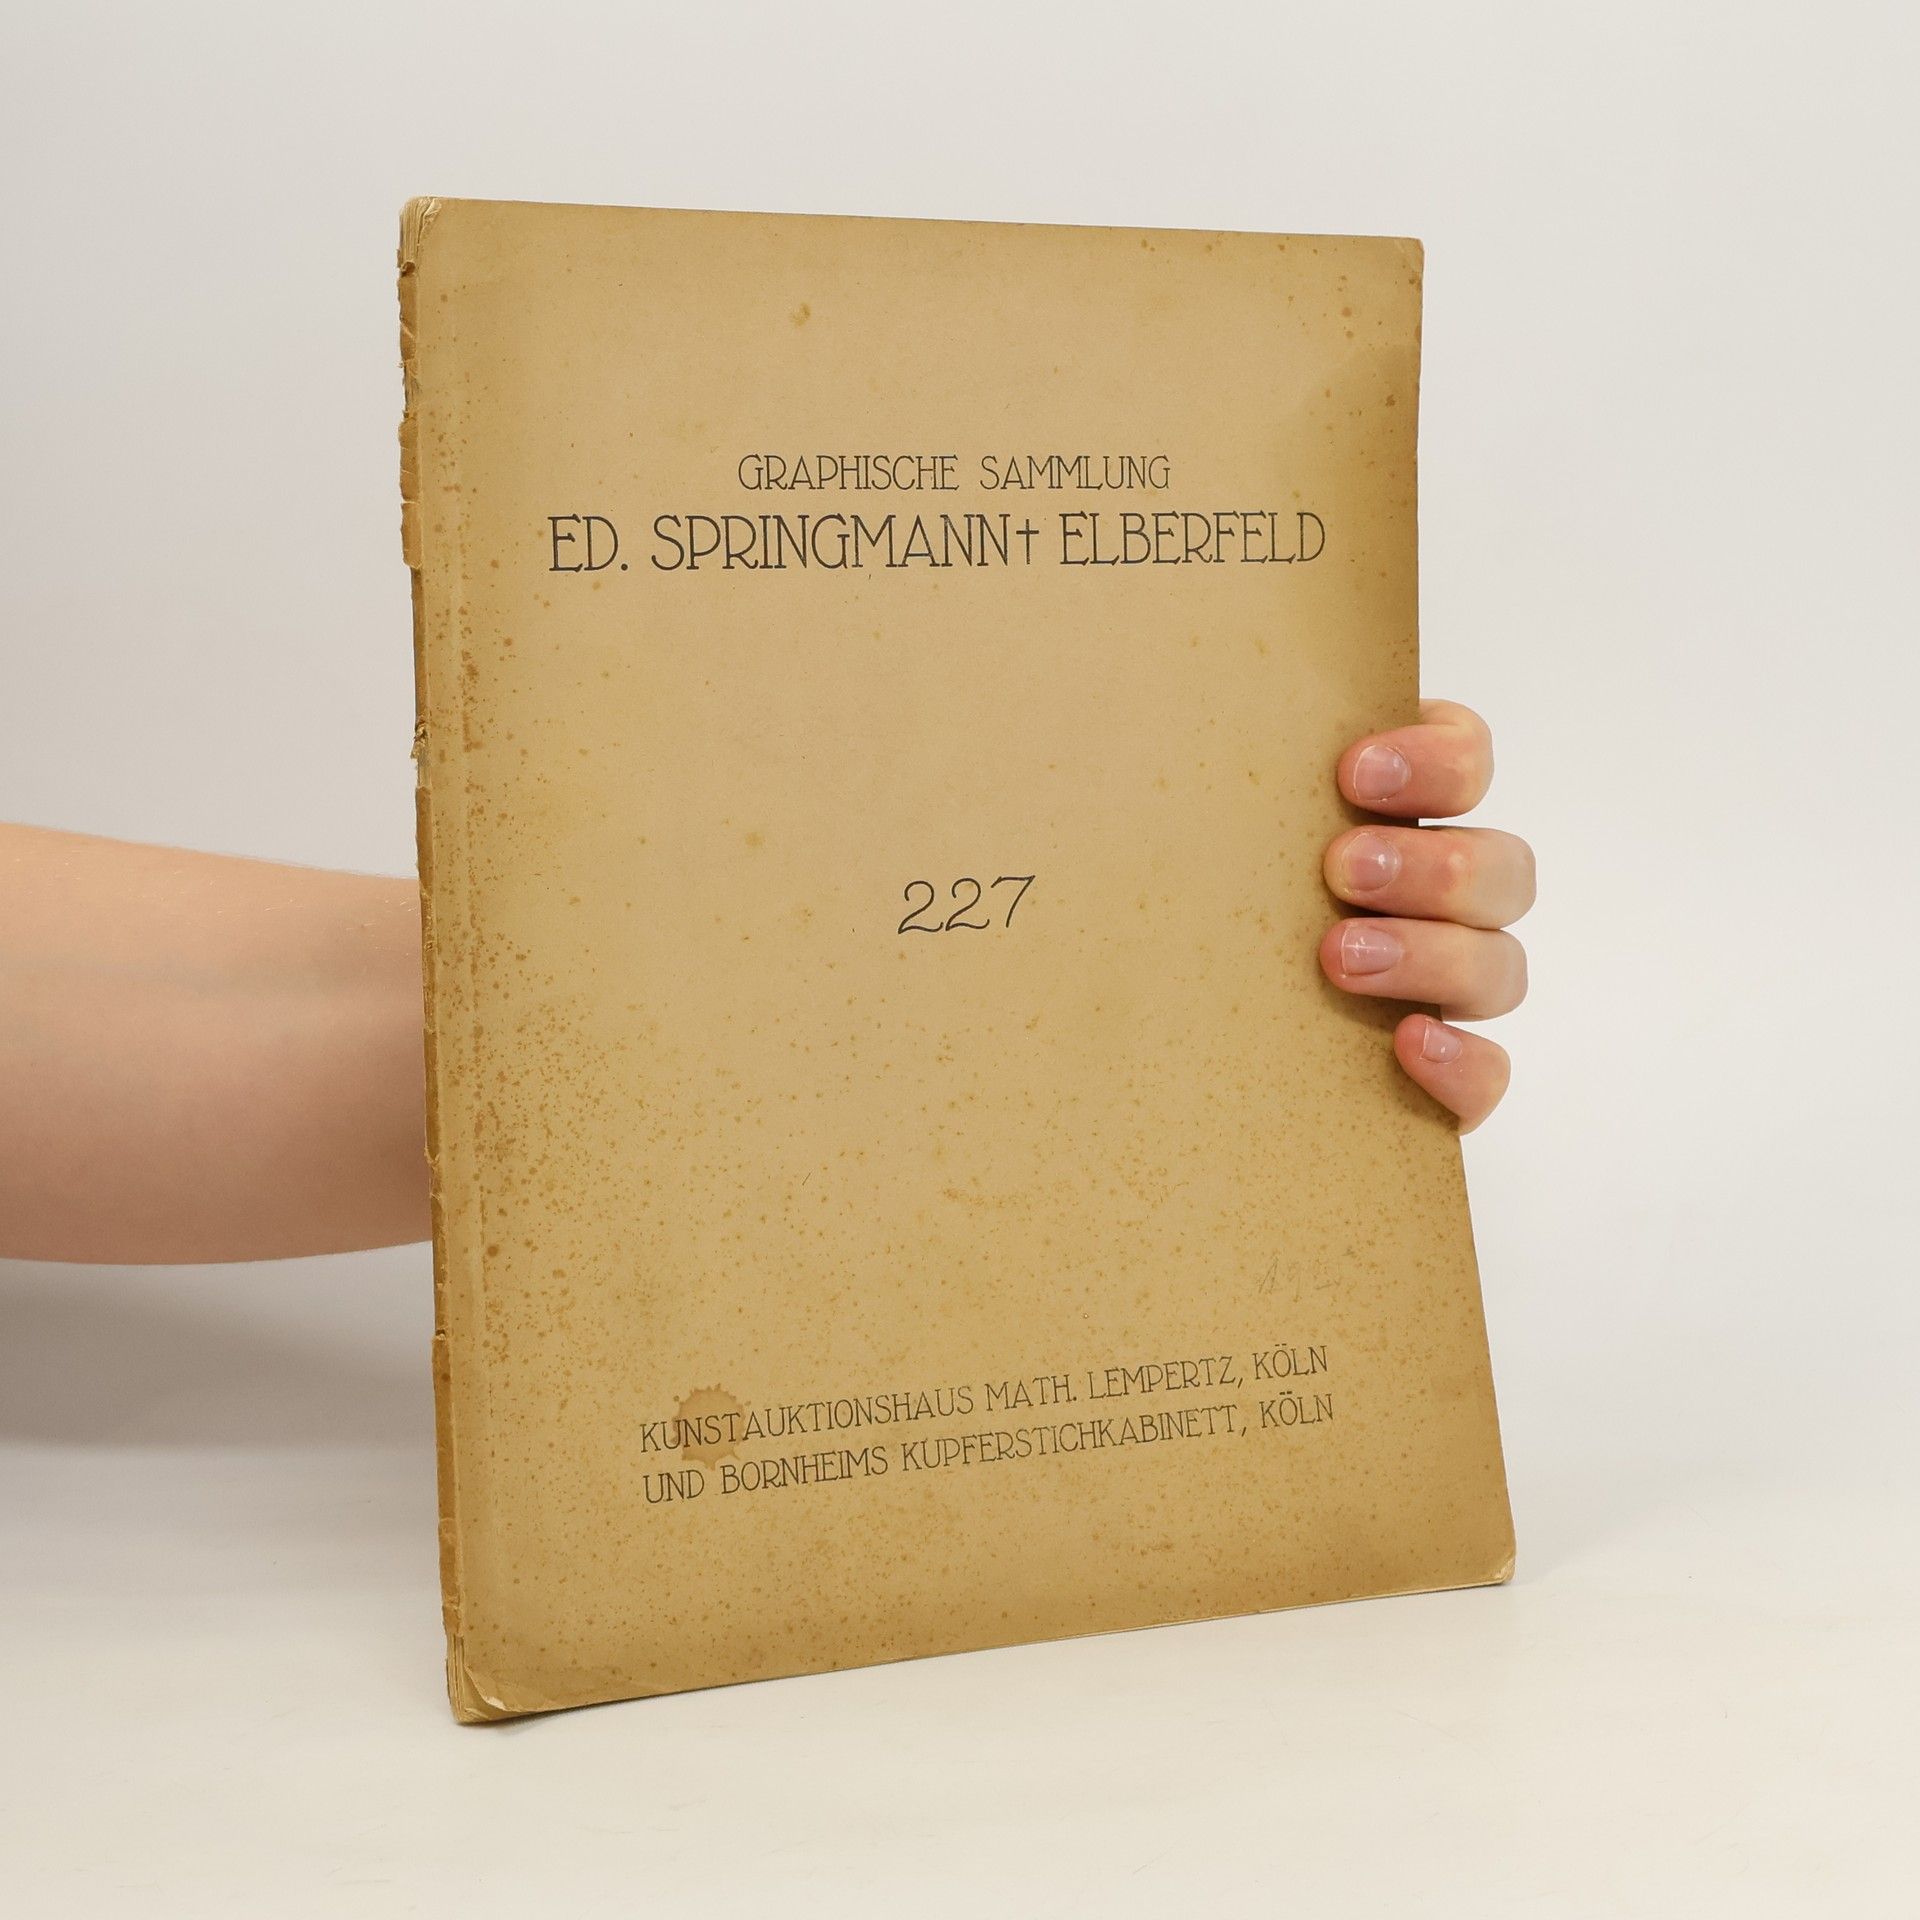 GRAPHISCHE SAMMLUNG
ED. SPRINGMANN† ELBERFELD
227
KUNSTAUKTIONSHAUS MATH. LEMPERTZ, KÖLN
UND BORNHEIMS KUPFERSTICHKABINETT, KÖLN